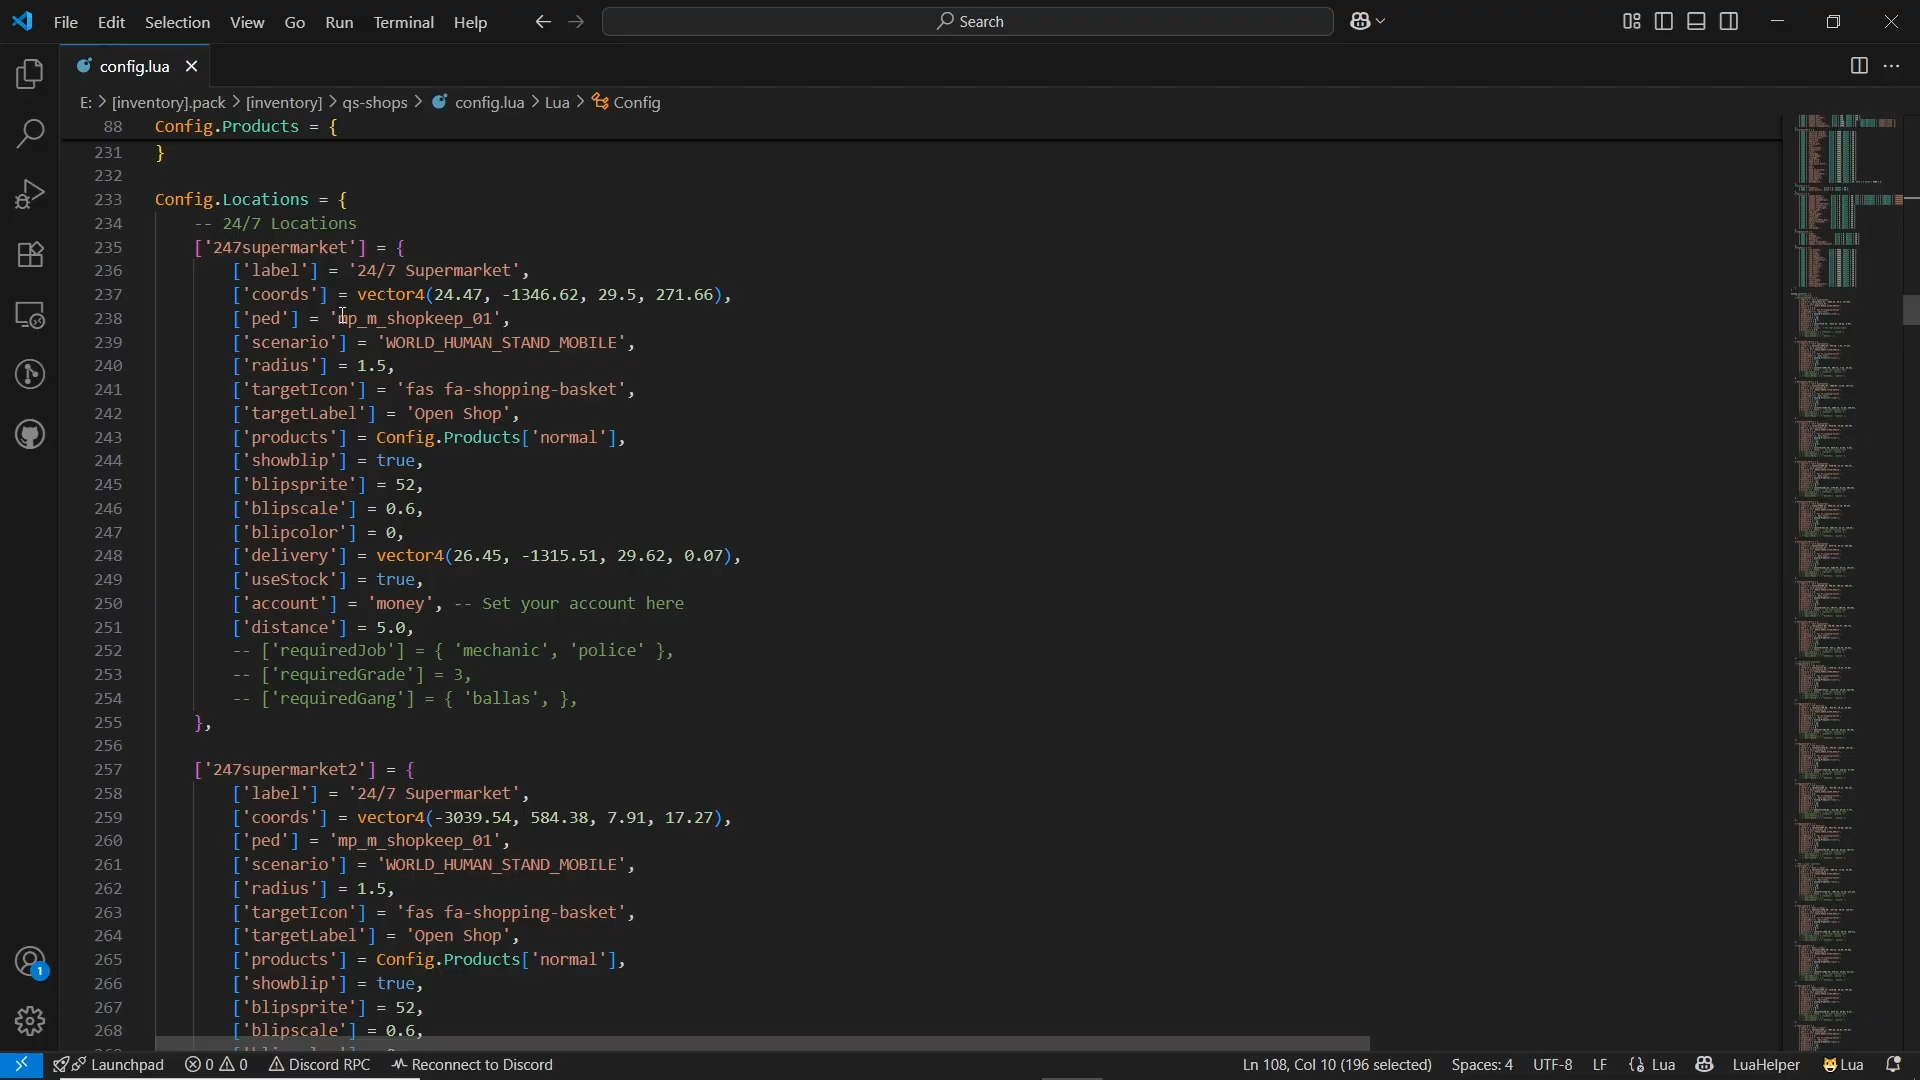 File Edit Selection View Go Run Terminal Help Search
config.lua
E: > [inventory].pack > [inventory] > qs-shops > config.lua > Lua > Config
88 Config.Products = {
231 }
232
233 Config.Locations = {
234 -- 24/7 Locations
235 ['247supermarket'] = {
236 ['label'] = '24/7 Supermarket',
237 ['coords'] = vector4(24.47, -1346.62, 29.5, 271.66),
238 ['ped'] = 'mp_m_shopkeep_01',
239 ['scenario'] = 'WORLD_HUMAN_STAND_MOBILE',
240 ['radius'] = 1.5,
241 ['targetIcon'] = 'fas fa-shopping-basket',
242 ['targetLabel'] = 'Open Shop',
243 ['products'] = Config.Products['normal'],
244 ['showblip'] = true,
245 ['blipsprite'] = 52,
246 ['blipscale'] = 0.6,
247 ['blipcolor'] = 0,
248 ['delivery'] = vector4(26.45, -1315.51, 29.62, 0.07),
249 ['useStock'] = true,
250 ['account'] = 'money', -- Set your account here
251 ['distance'] = 5.0,
252 -- ['requiredJob'] = { 'mechanic', 'police' },
253 -- ['requiredGrade'] = 3,
254 -- ['requiredGang'] = { 'ballas', },
255 },
256
257 ['247supermarket2'] = {
258 ['label'] = '24/7 Supermarket',
259 ['coords'] = vector4(-3039.54, 584.38, 7.91, 17.27),
260 ['ped'] = 'mp_m_shopkeep_01',
261 ['scenario'] = 'WORLD_HUMAN_STAND_MOBILE',
262 ['radius'] = 1.5,
263 ['targetIcon'] = 'fas fa-shopping-basket',
264 ['targetLabel'] = 'Open Shop',
265 ['products'] = Config.Products['normal'],
266 ['showblip'] = true,
267 ['blipsprite'] = 52,
268 ['blipscale'] = 0.6,
1
Launchpad 0 0 Discord RPC Reconnect to Discord Ln 108, Col 10 (196 selected) Spaces: 4 UTF-8 LF {} Lua LuaHelper Lua